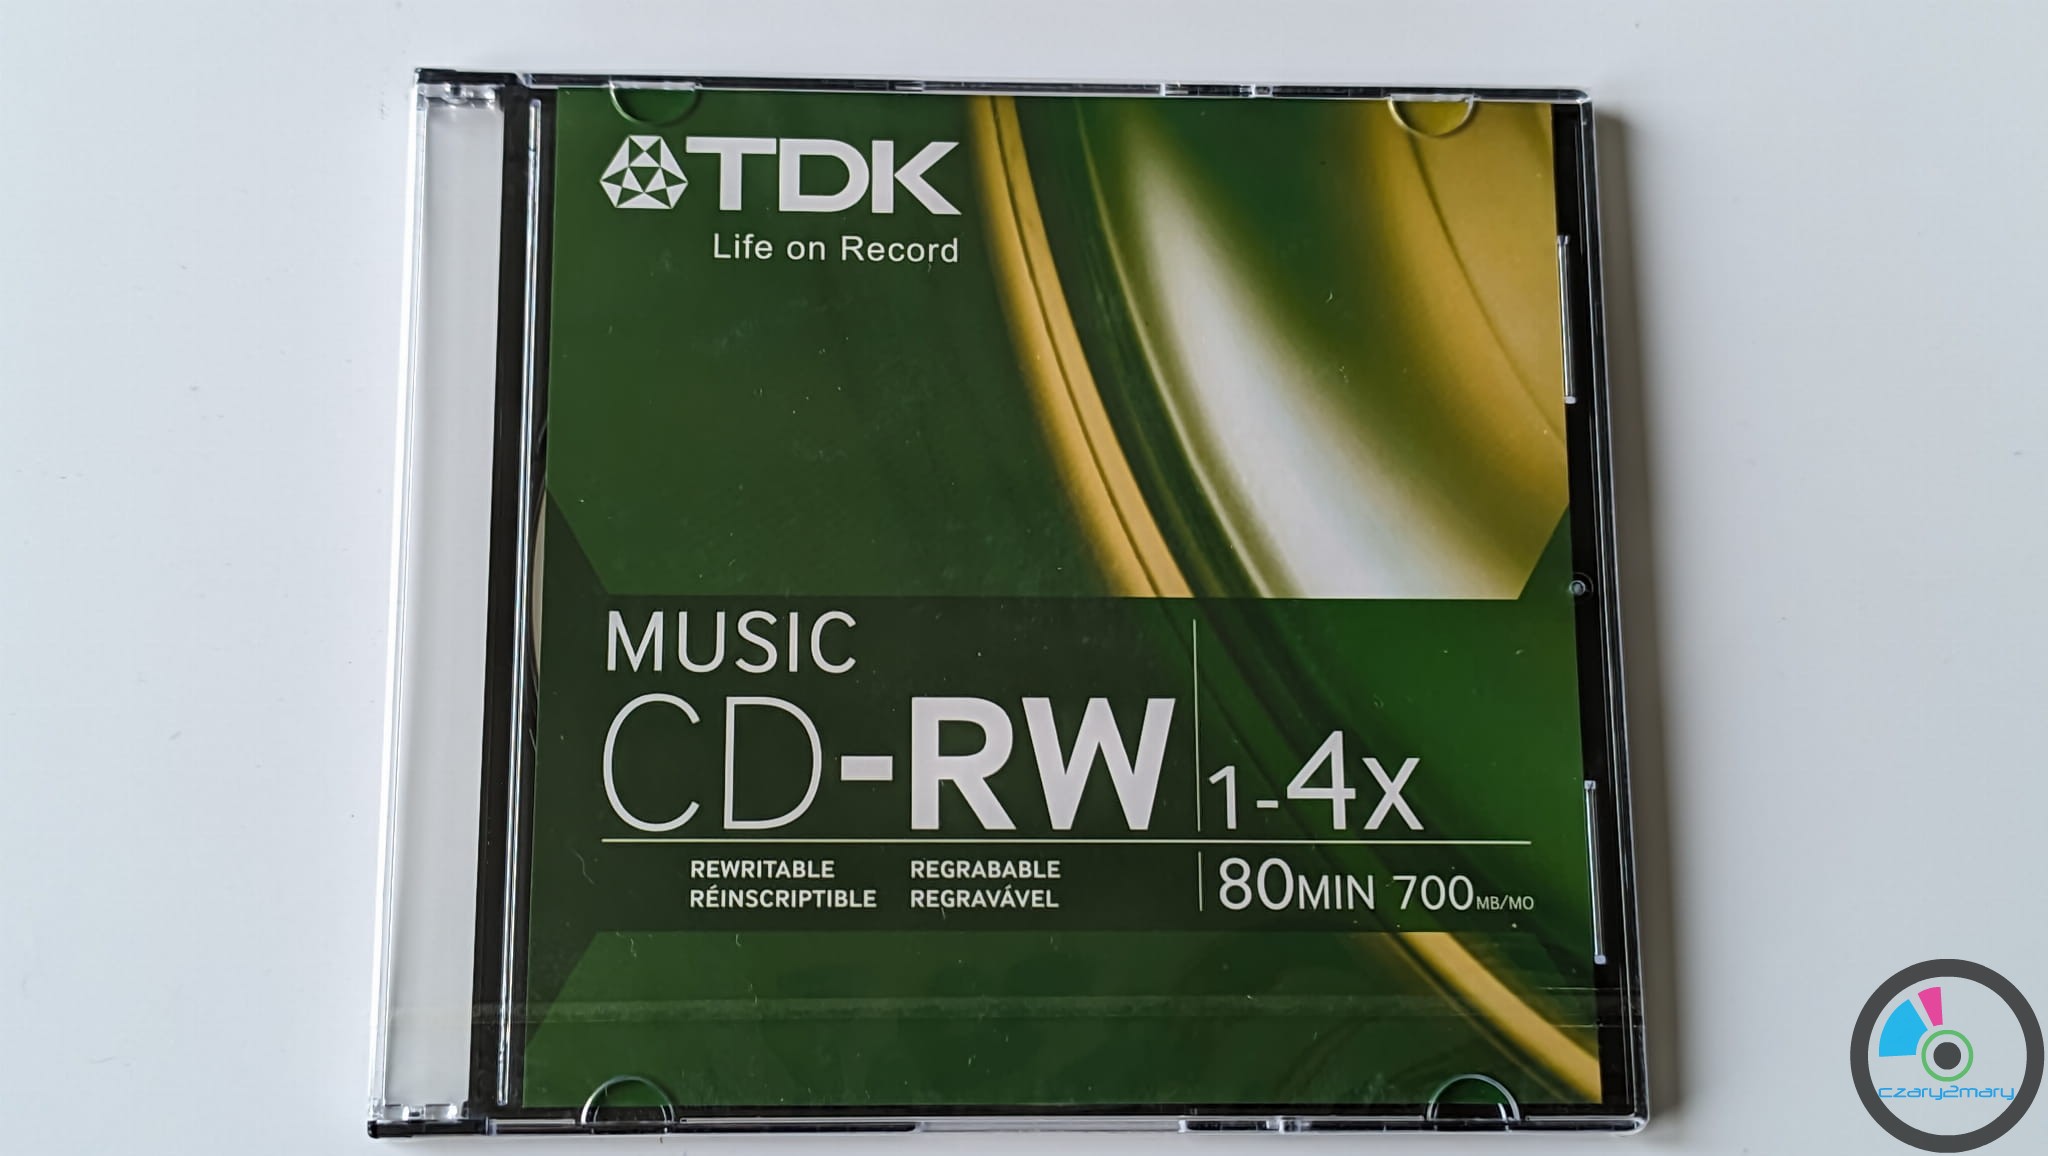 TDK
Life on Record
MUSIC
CD-RW
1-4x
REWRITABLE REGRABABLE
RÉINSCRIPTIBLE REGRAVÁVEL
80MIN 700MB/MO
czary2mary